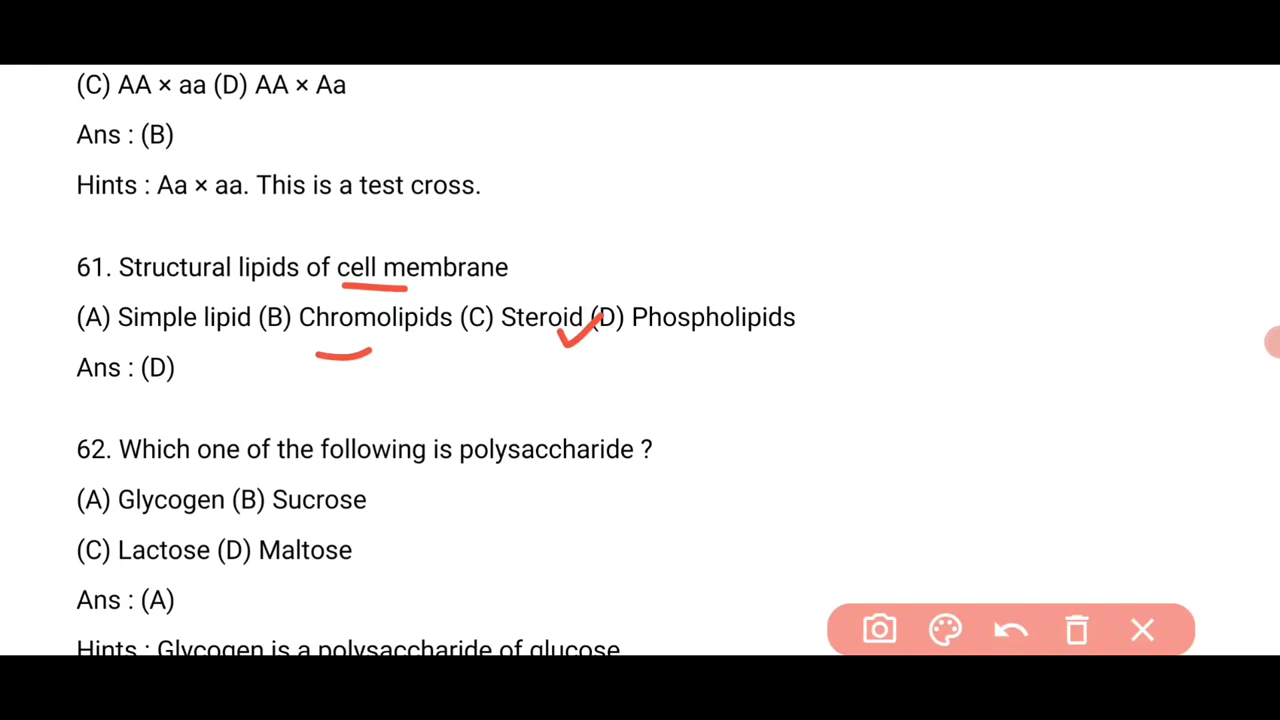 (C) AA × aa (D) AA × Aa
Ans : (B)
Hints : Aa × aa. This is a test cross.
61. Structural lipids of cell membrane
(A) Simple lipid (B) Chromolipids (C) Steroid (D) Phospholipids
Ans : (D)
62. Which one of the following is polysaccharide ?
(A) Glycogen (B) Sucrose
(C) Lactose (D) Maltose
Ans : (A)
Hints : Glycogen is a polysaccharide of glucose